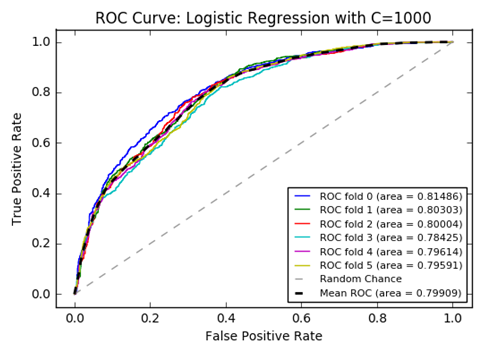 ROC Curve: Logistic Regression with C=1000
True Positive Rate
1.0
0.8
0.6
0.4
0.2
0.0
ROC fold 0 (area = 0.81486)
ROC fold 1 (area = 0.80303)
ROC fold 2 (area = 0.80004)
ROC fold 3 (area = 0.78425)
ROC fold 4 (area = 0.79614)
ROC fold 5 (area = 0.79591)
Random Chance
Mean ROC (area = 0.79909)
0.0 0.2 0.4 0.6 0.8 1.0
False Positive Rate